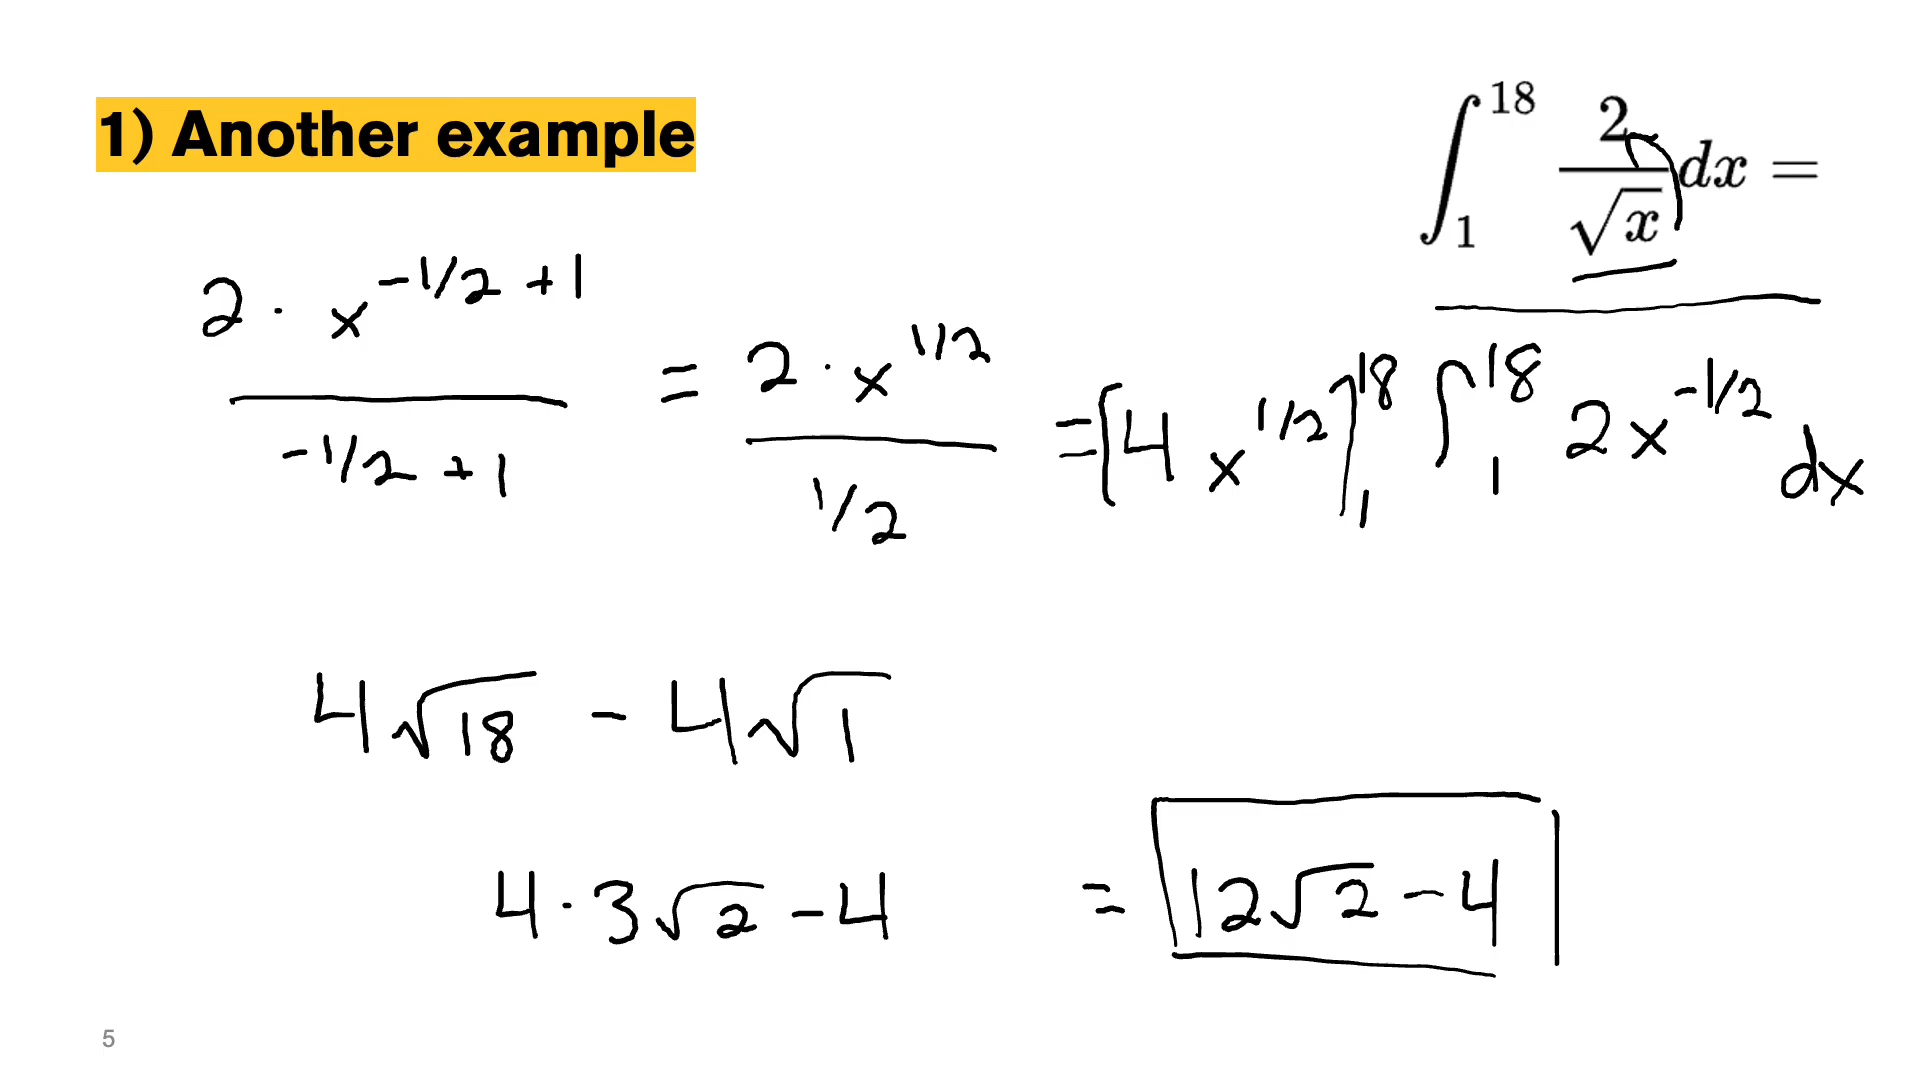 1) Another example
∫₁¹⁸ 2/√x dx =
∫₁¹⁸ 2x^(-1/2) dx
2 · x^(-1/2 + 1) / (-1/2 + 1) = 2 · x^(1/2) / (1/2) = [4x^(1/2)]₁¹⁸
4√18 - 4√1
4 · 3√2 - 4 = 12√2 - 4
5